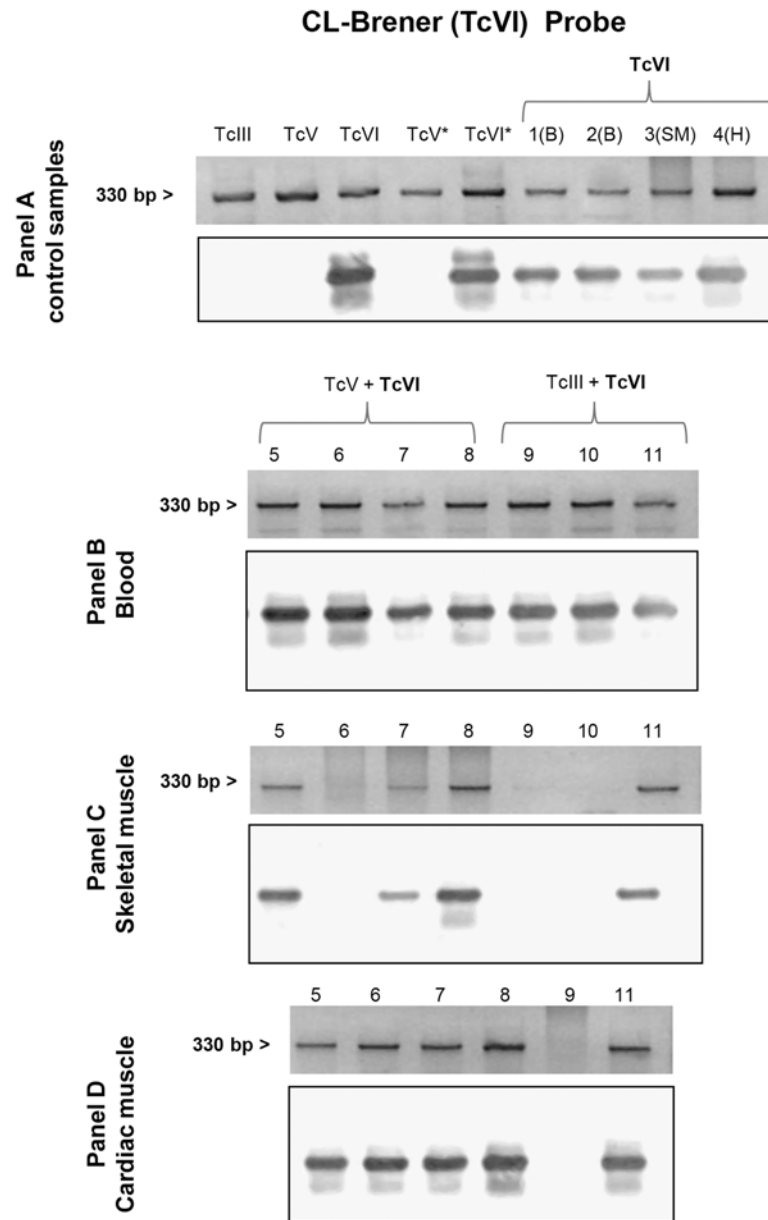 CL-Brener (TcVI) Probe
TcVI
TcIII TcV TcVI TcV* TcVI* 1(B) 2(B) 3(SM) 4(H)
330 bp >
Panel A
control samples
TcV + TcVI TcIII + TcVI
5 6 7 8 9 10 11
330 bp >
Panel B
Blood
5 6 7 8 9 10 11
330 bp >
Panel C
Skeletal muscle
5 6 7 8 9 11
330 bp >
Panel D
Cardiac muscle